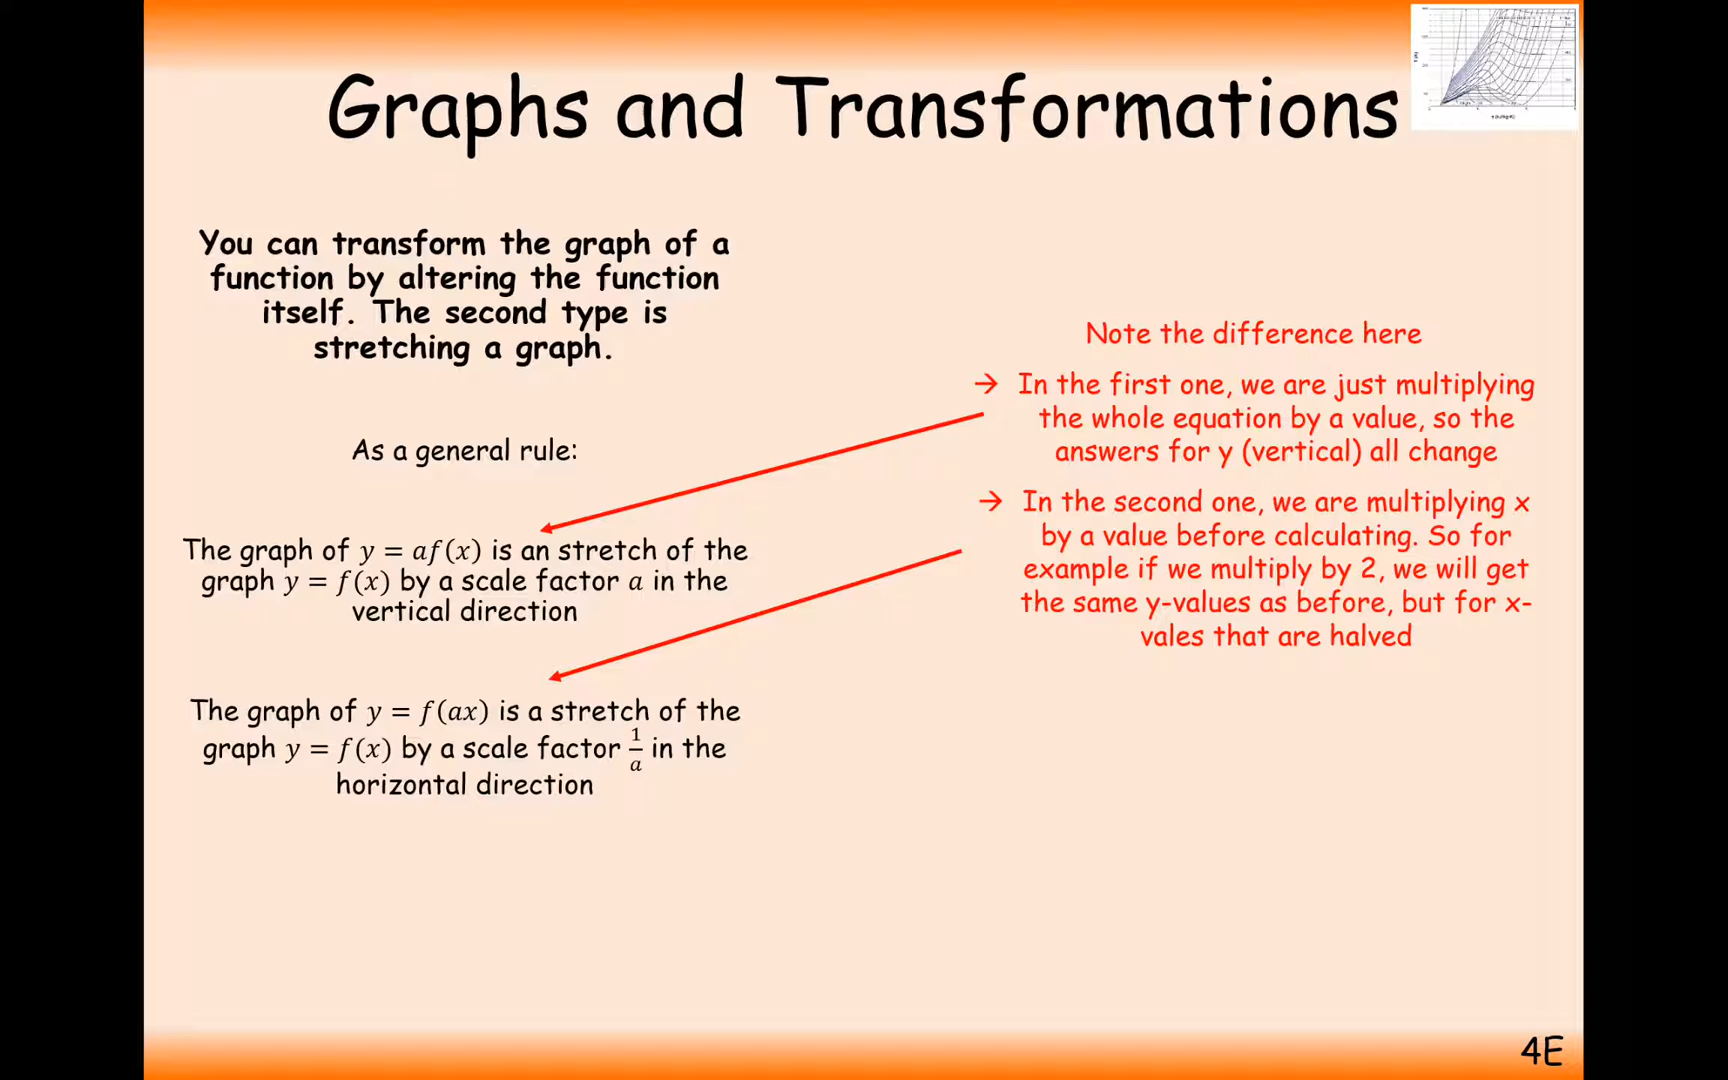 Graphs and Transformations
You can transform the graph of a
function by altering the function
itself. The second type is
stretching a graph.
As a general rule:
The graph of y = af(x) is an stretch of the
graph y = f(x) by a scale factor a in the
vertical direction
The graph of y = f(ax) is a stretch of the
graph y = f(x) by a scale factor 1/a in the
horizontal direction
Note the difference here
→ In the first one, we are just multiplying
the whole equation by a value, so the
answers for y (vertical) all change
→ In the second one, we are multiplying x
by a value before calculating. So for
example if we multiply by 2, we will get
the same y-values as before, but for x-
vales that are halved
4E